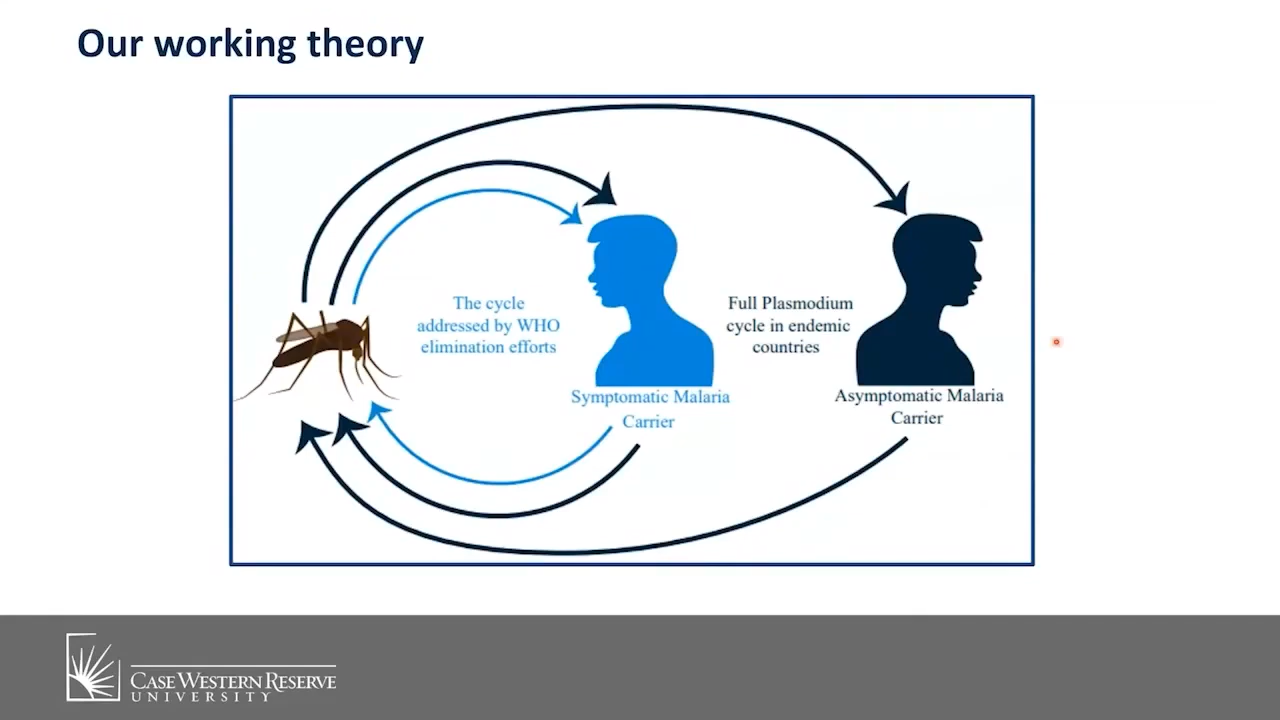 Our working theory
The cycle
addressed by WHO
elimination efforts
Full Plasmodium
cycle in endemic
countries
Symptomatic Malaria
Carrier
Asymptomatic Malaria
Carrier
CASE WESTERN RESERVE
UNIVERSITY